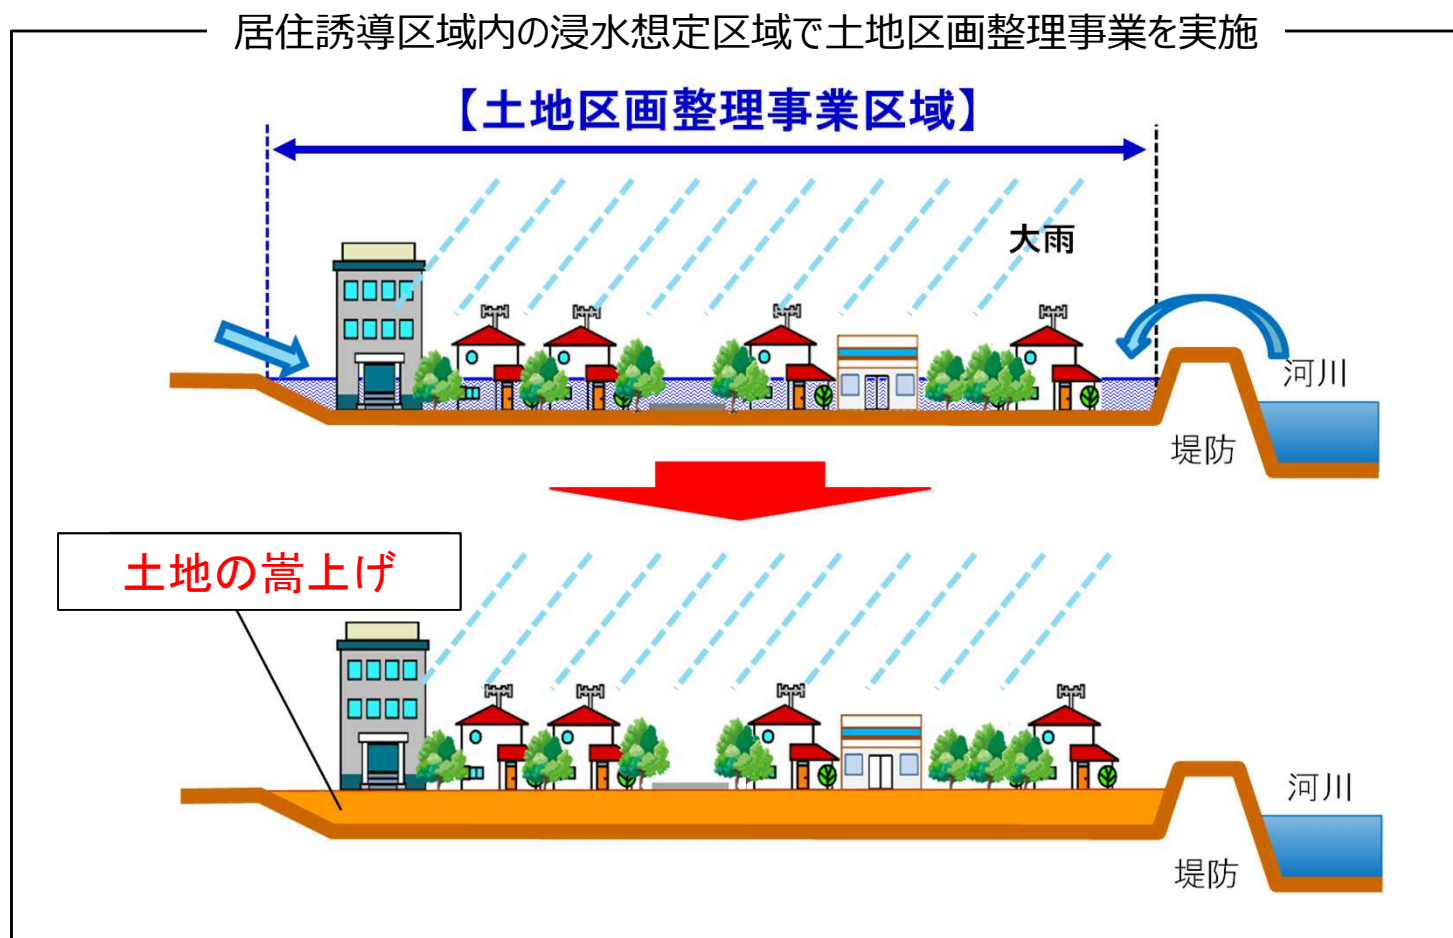 居住誘導区域内の浸水想定区域で土地区画整理事業を実施
【土地区画整理事業区域】
大雨
河川
堤防
土地の嵩上げ
河川
堤防